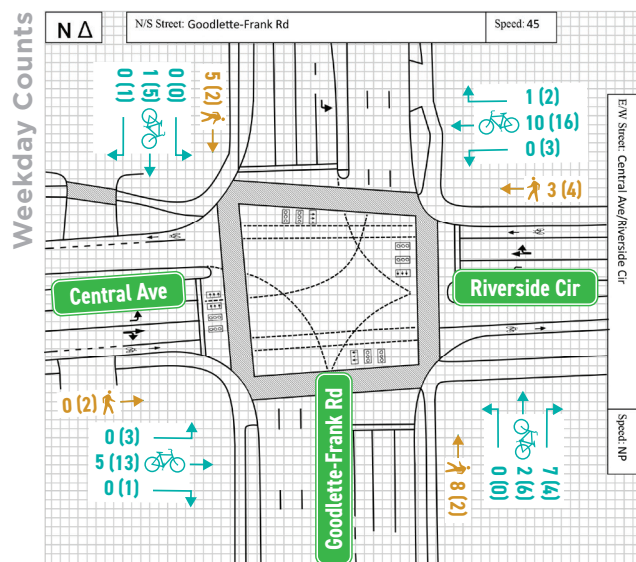 Weekday Counts
N Δ
N/S Street: Goodlette-Frank Rd
Speed: 45
0 (1)
1 (5)
0 (0)
5 (2)
1 (2)
10 (16)
0 (3)
3 (4)
E/W Street: Central Ave/Riverside Cir
Speed: NP
Central Ave
Riverside Cir
Goodlette-Frank Rd
0 (2)
0 (3)
5 (13)
0 (1)
8 (2)
0 (0)
2 (6)
7 (4)